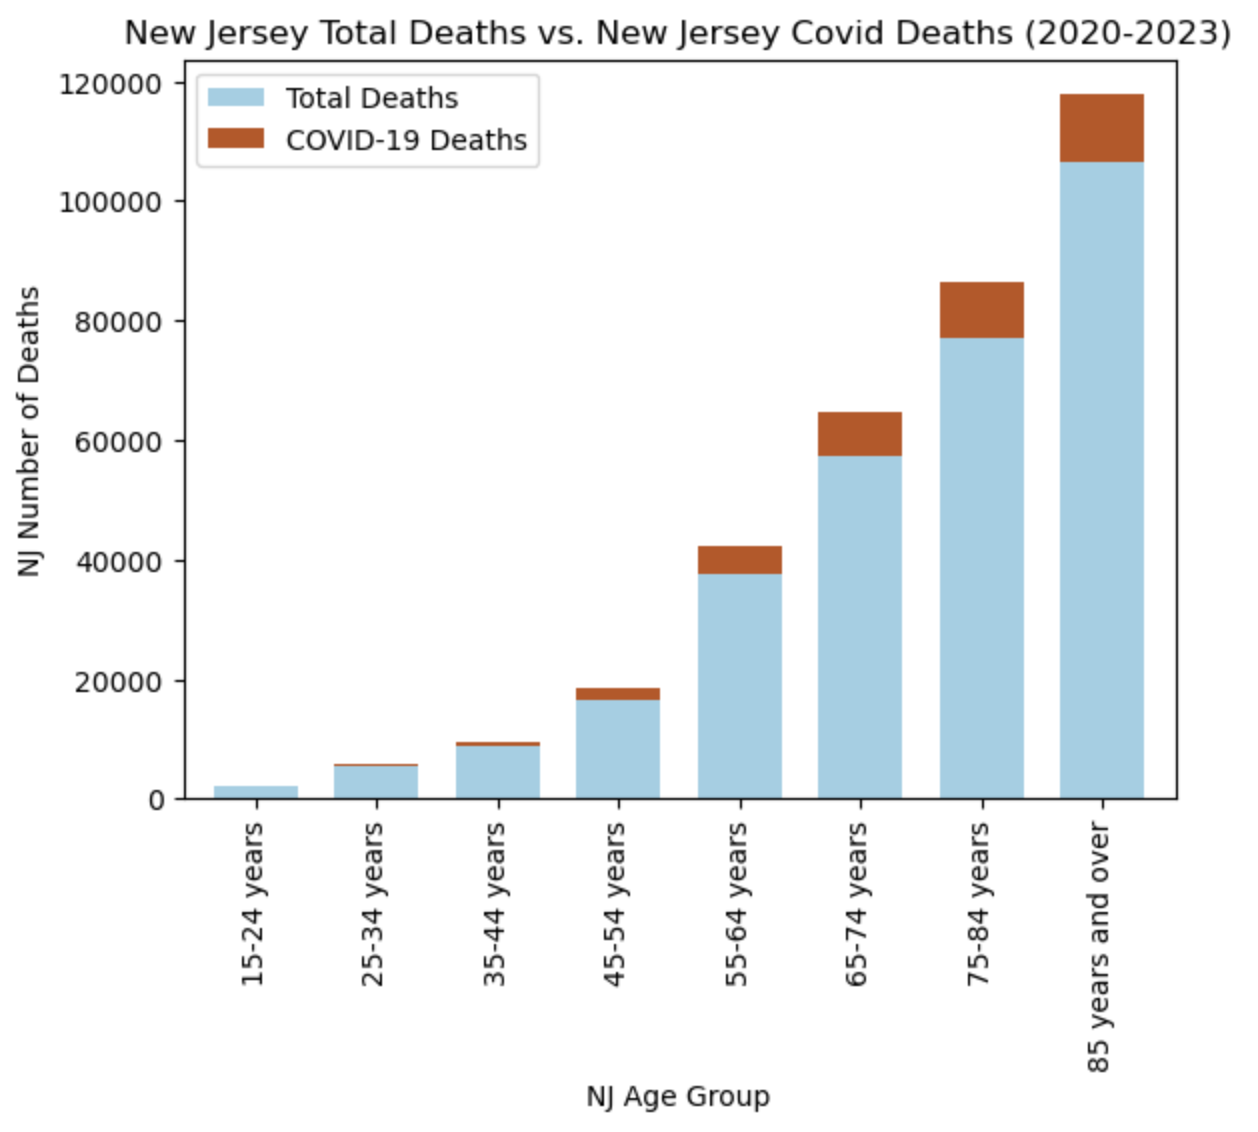 New Jersey Total Deaths vs. New Jersey Covid Deaths (2020-2023)
Total Deaths
COVID-19 Deaths
NJ Number of Deaths
120000
100000
80000
60000
40000
20000
0
15-24 years
25-34 years
35-44 years
45-54 years
55-64 years
65-74 years
75-84 years
85 years and over
NJ Age Group